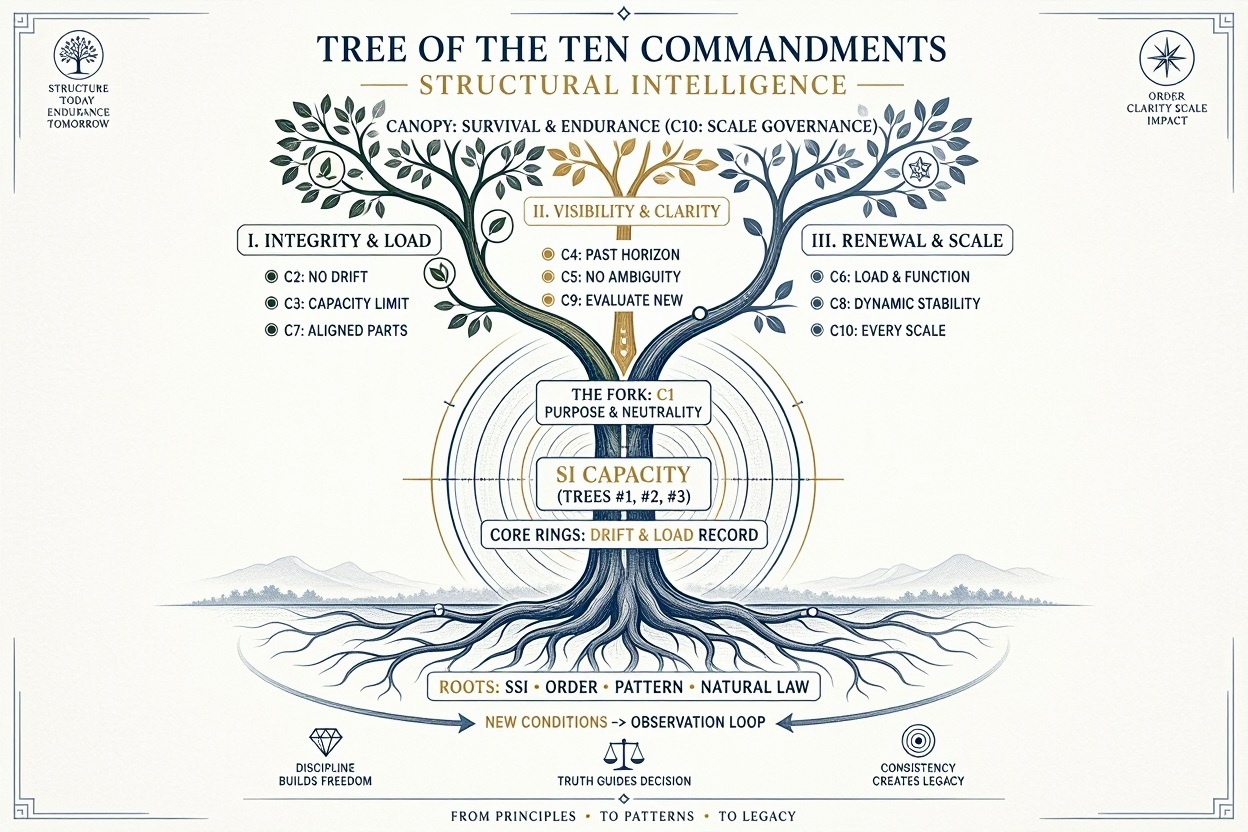 TREE OF THE TEN COMMANDMENTS
STRUCTURAL INTELLIGENCE
STRUCTURE
TODAY
ENDURANCE
TOMORROW
ORDER
CLARITY SCALE
IMPACT
CANOPY: SURVIVAL & ENDURANCE (C10: SCALE GOVERNANCE)
I. INTEGRITY & LOAD
C2: NO DRIFT
C3: CAPACITY LIMIT
C7: ALIGNED PARTS
II. VISIBILITY & CLARITY
C4: PAST HORIZON
C5: NO AMBIGUITY
C9: EVALUATE NEW
III. RENEWAL & SCALE
C6: LOAD & FUNCTION
C8: DYNAMIC STABILITY
C10: EVERY SCALE
THE FORK: C1
PURPOSE & NEUTRALITY
SI CAPACITY
(TREES #1, #2, #3)
CORE RINGS: DRIFT & LOAD RECORD
ROOTS: SSI • ORDER • PATTERN • NATURAL LAW
NEW CONDITIONS -> OBSERVATION LOOP
DISCIPLINE
BUILDS FREEDOM
TRUTH GUIDES DECISION
CONSISTENCY
CREATES LEGACY
FROM PRINCIPLES • TO PATTERNS • TO LEGACY